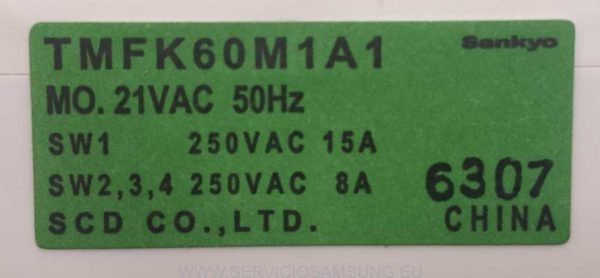 TMFK60M1A1 Sankyo
MO. 21VAC 50Hz
SW1 250VAC 15A
SW2,3,4 250VAC 8A 6307
SCD CO.,LTD. CHINA
WWW.SERVICIOSAMSUNG.EU